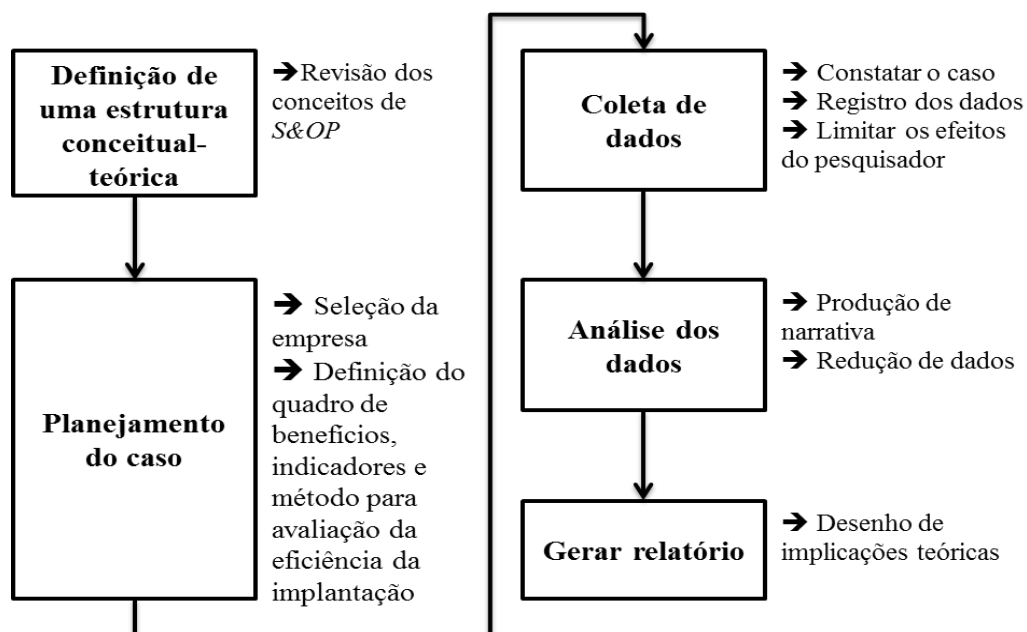 Definição de
uma estrutura
conceitual-
teórica
➔Revisão dos
conceitos de
S&OP
Planejamento
do caso
➔ Seleção da
empresa
➔ Definição do
quadro de
benefícios,
indicadores e
método para
avaliação da
eficiência da
implantação
Coleta de
dados
➔ Constatar o caso
➔ Registro dos dados
➔ Limitar os efeitos
do pesquisador
Análise dos
dados
➔ Produção de
narrativa
➔ Redução de dados
Gerar relatório
➔ Desenho de
implicações teóricas